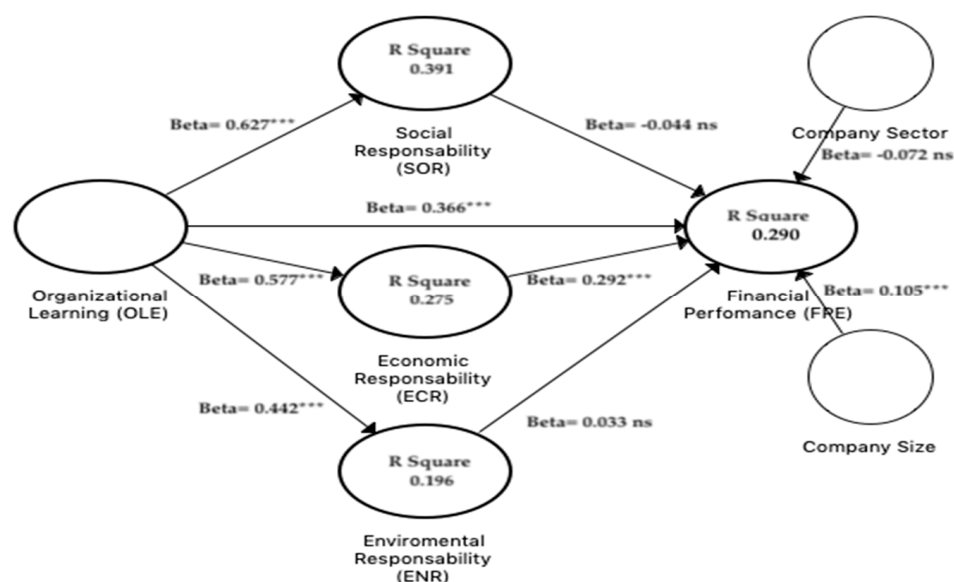 R Square
0.391
Beta= 0.627***
Social
Responsability
(SOR)
Beta= -0.044 ns
Company Sector
Beta= -0.072 ns
Beta= 0.366***
R Square
0.290
Organizational
Learning (OLE)
Beta= 0.577***
R Square
0.275
Beta= 0.292***
Financial
Perfomance (FPE)
Beta= 0.105***
Economic
Responsability
(ECR)
Beta= 0.442***
Beta= 0.033 ns
Company Size
R Square
0.196
Enviromental
Responsability
(ENR)